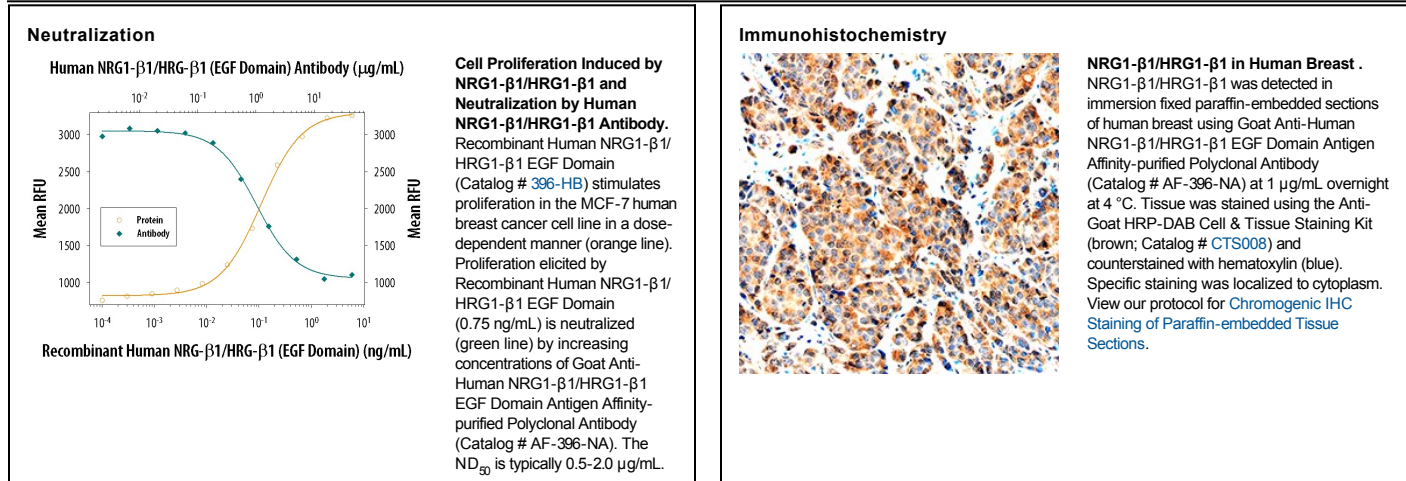 Neutralization
Human NRG1-β1/HRG-β1 (EGF Domain) Antibody (μg/mL)
10-2 10-1 100 101
3000 3000
2500 2500
2000 2000
1500 1500
1000 1000
Mean RFU
Mean RFU
Protein
Antibody
10-4 10-3 10-2 10-1 100 101
Recombinant Human NRG-β1/HRG-β1 (EGF Domain) (ng/mL)
Cell Proliferation Induced by
NRG1-β1/HRG1-β1 and
Neutralization by Human
NRG1-β1/HRG1-β1 Antibody.
Recombinant Human NRG1-β1/
HRG1-β1 EGF Domain
(Catalog # 396-HB) stimulates
proliferation in the MCF-7 human
breast cancer cell line in a dose-
dependent manner (orange line).
Proliferation elicited by
Recombinant Human NRG1-β1/
HRG1-β1 EGF Domain
(0.75 ng/mL) is neutralized
(green line) by increasing
concentrations of Goat Anti-
Human NRG1-β1/HRG1-β1
EGF Domain Antigen Affinity-
purified Polyclonal Antibody
(Catalog # AF-396-NA). The
ND50 is typically 0.5-2.0 μg/mL.
Immunohistochemistry
NRG1-β1/HRG1-β1 in Human Breast .
NRG1-β1/HRG1-β1 was detected in
immersion fixed paraffin-embedded sections
of human breast using Goat Anti-Human
NRG1-β1/HRG1-β1 EGF Domain Antigen
Affinity-purified Polyclonal Antibody
(Catalog # AF-396-NA) at 1 μg/mL overnight
at 4 °C. Tissue was stained using the Anti-
Goat HRP-DAB Cell & Tissue Staining Kit
(brown; Catalog # CTS008) and
counterstained with hematoxylin (blue).
Specific staining was localized to cytoplasm.
View our protocol for Chromogenic IHC
Staining of Paraffin-embedded Tissue
Sections.